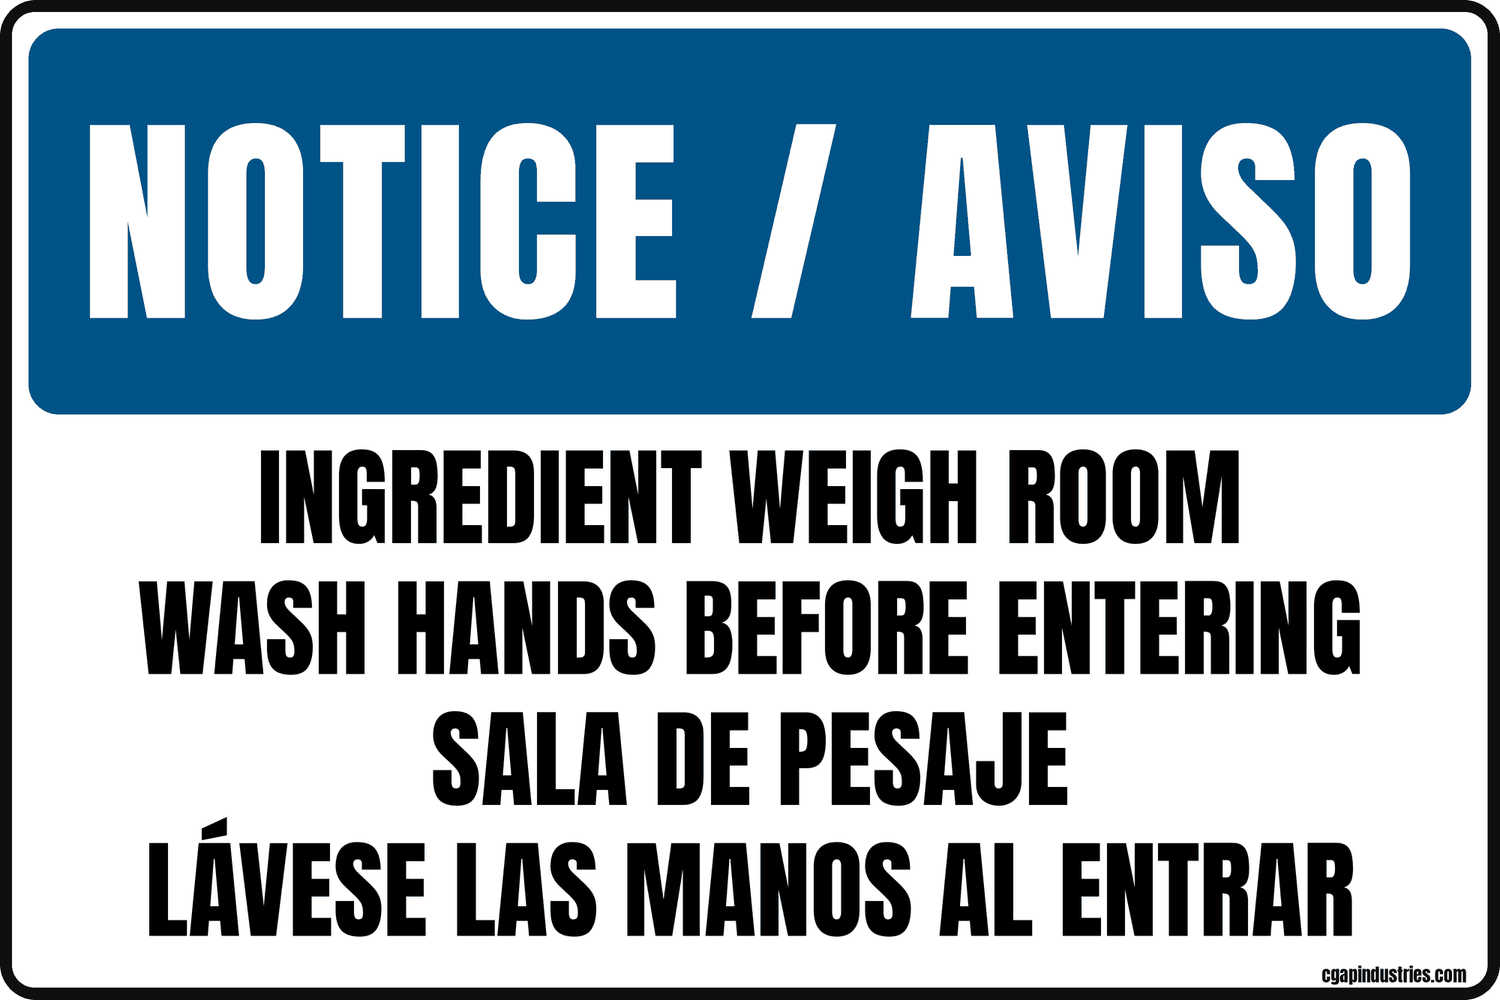 NOTICE / AVISO
INGREDIENT WEIGH ROOM
WASH HANDS BEFORE ENTERING
SALA DE PESAJE
LÁVESE LAS MANOS AL ENTRAR
cgapindustries.com